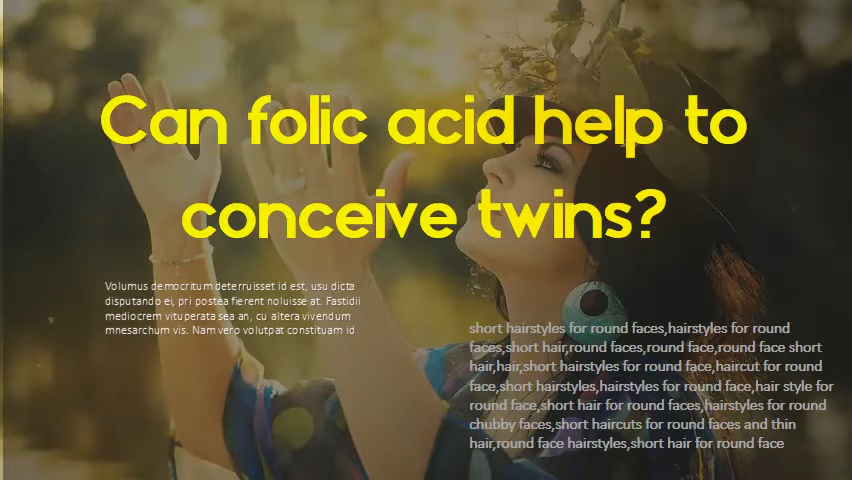 Can folic acid help to
conceive twins?
Volumus democritum deterruisset id est, usu dicta
disputando ei, pri postea fierent noluisse at. Fastidii
mediocrem vituperata sea an, cu altera vivendum
mnesarchum vis. Nam vero volutpat constituam id
short hairstyles for round faces,hairstyles for round
faces,short hair,round faces,round face,round face short
hair,hair,short hairstyles for round face,haircut for round
face,short hairstyles,hairstyles for round face,hair style for
round face,short hair for round faces,hairstyles for round
chubby faces,short haircuts for round faces and thin
hair,round face hairstyles,short hair for round face